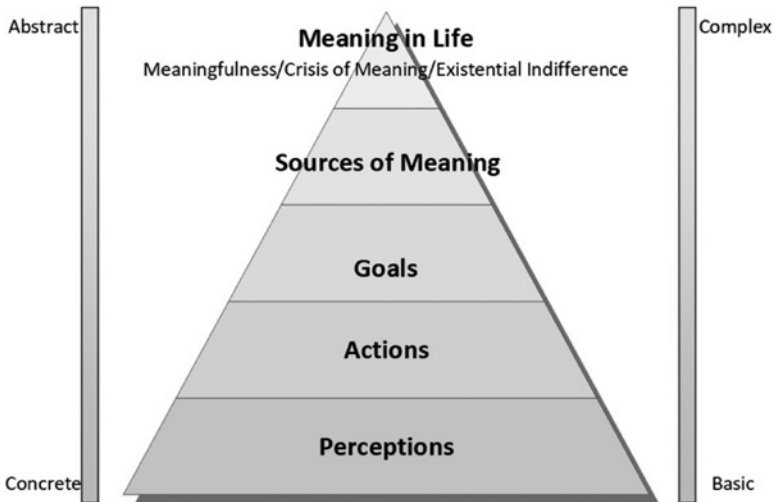 Abstract
Complex
Meaning in Life
Meaningfulness/Crisis of Meaning/Existential Indifference
Sources of Meaning
Goals
Actions
Perceptions
Concrete
Basic